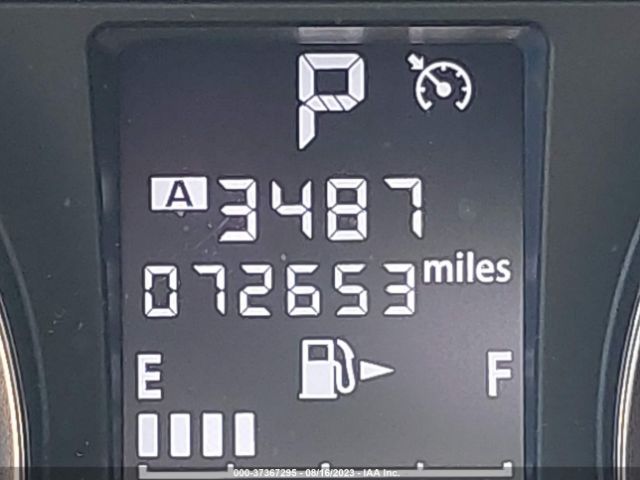 P
A 3487
072653 miles
E F
000-37367295 - 08/16/2023 - IAA Inc.